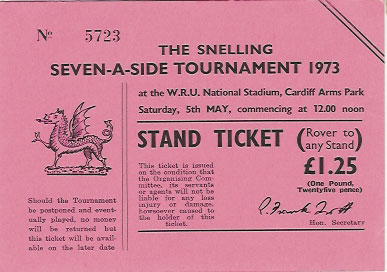 No 5723
THE SNELLING
SEVEN-A-SIDE TOURNAMENT 1973
at the W.R.U. National Stadium, Cardiff Arms Park
Saturday, 5th MAY, commencing at 12.00 noon
STAND TICKET (Rover to any Stand)
£1.25
(One Pound,
Twentyfive pence)
This ticket is issued
on the condition that
the Organising Com-
mittee, its servants
or agents will not be
liable for any loss
injury or damage,
however caused to
the holder of this
ticket.
Hon. Secretary
Should the Tournament
be postponed and event-
ually played, no money
will be returned but
this ticket will be avail-
able on the later date